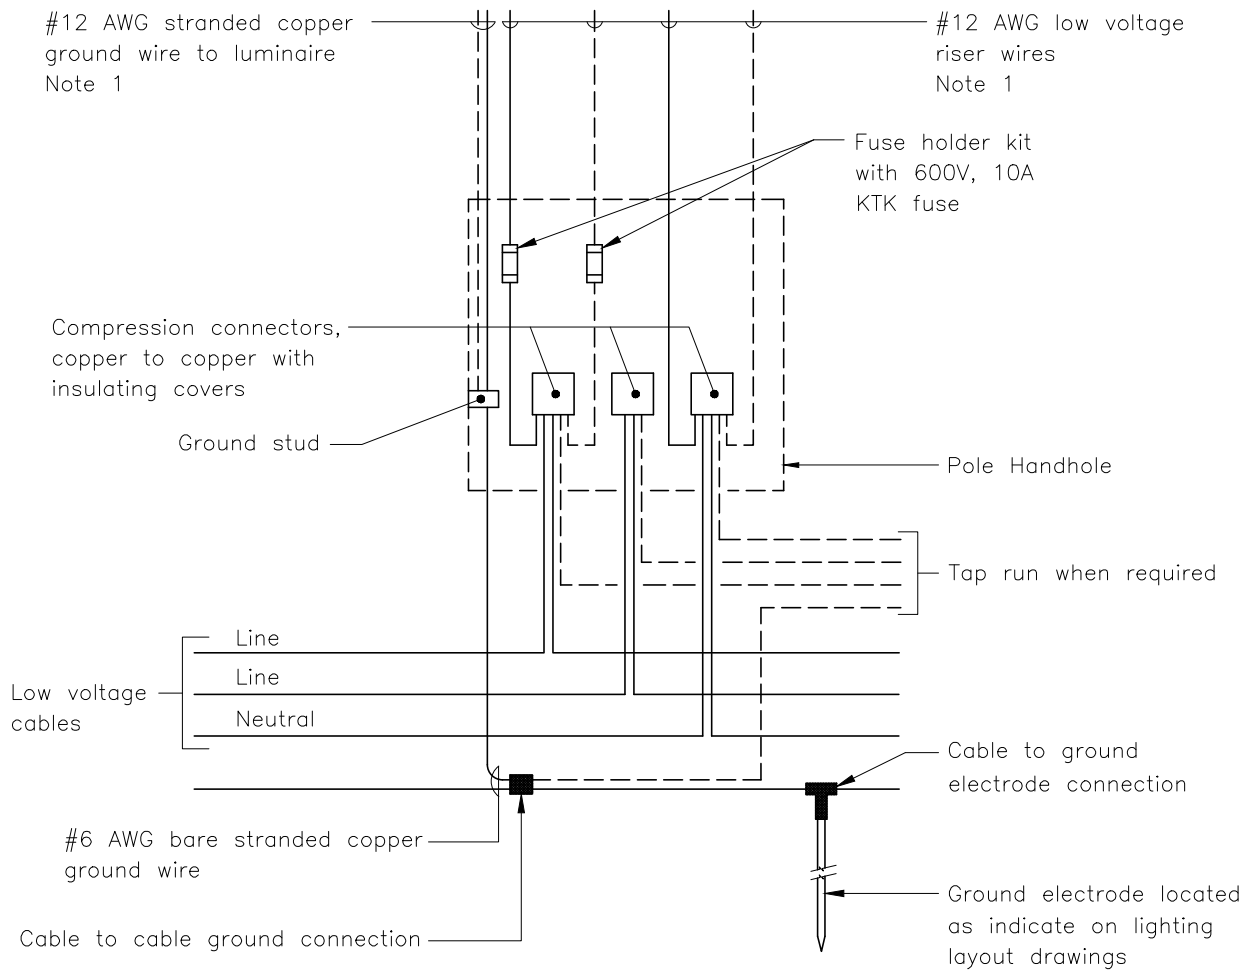 #12 AWG stranded copper
ground wire to luminaire
Note 1
#12 AWG low voltage
riser wires
Note 1
Fuse holder kit
with 600V, 10A
KTK fuse
Compression connectors,
copper to copper with
insulating covers
Ground stud
Pole Handhole
Tap run when required
Line
Line
Neutral
Low voltage
cables
Cable to ground
electrode connection
#6 AWG bare stranded copper
ground wire
Ground electrode located
as indicate on lighting
layout drawings
Cable to cable ground connection